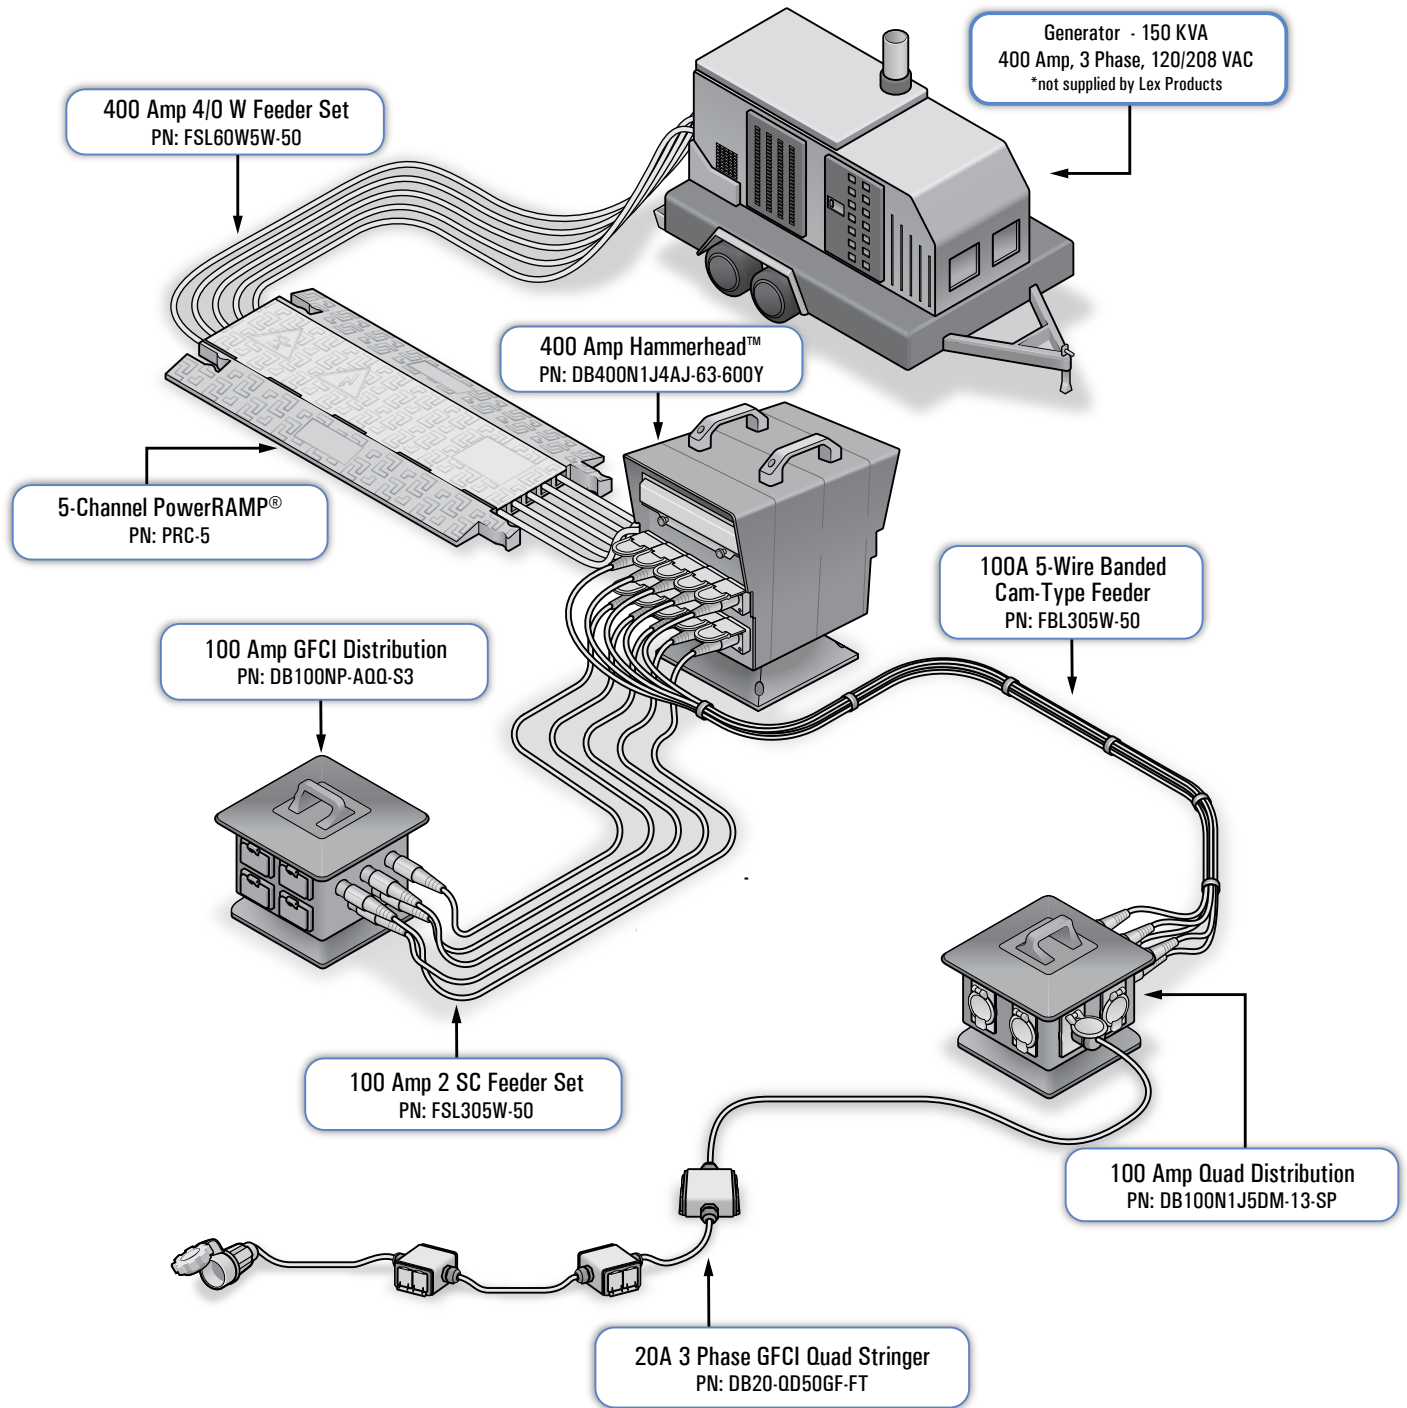 Generator - 150 KVA
400 Amp, 3 Phase, 120/208 VAC
*not supplied by Lex Products
400 Amp 4/0 W Feeder Set
PN: FSL60W5W-50
400 Amp Hammerhead™
PN: DB400N1J4AJ-63-600Y
5-Channel PowerRAMP®
PN: PRC-5
100A 5-Wire Banded
Cam-Type Feeder
PN: FBL305W-50
100 Amp GFCI Distribution
PN: DB100NP-AQQ-S3
100 Amp 2 SC Feeder Set
PN: FSL305W-50
100 Amp Quad Distribution
PN: DB100N1J5DM-13-SP
20A 3 Phase GFCI Quad Stringer
PN: DB20-QD50GF-FT